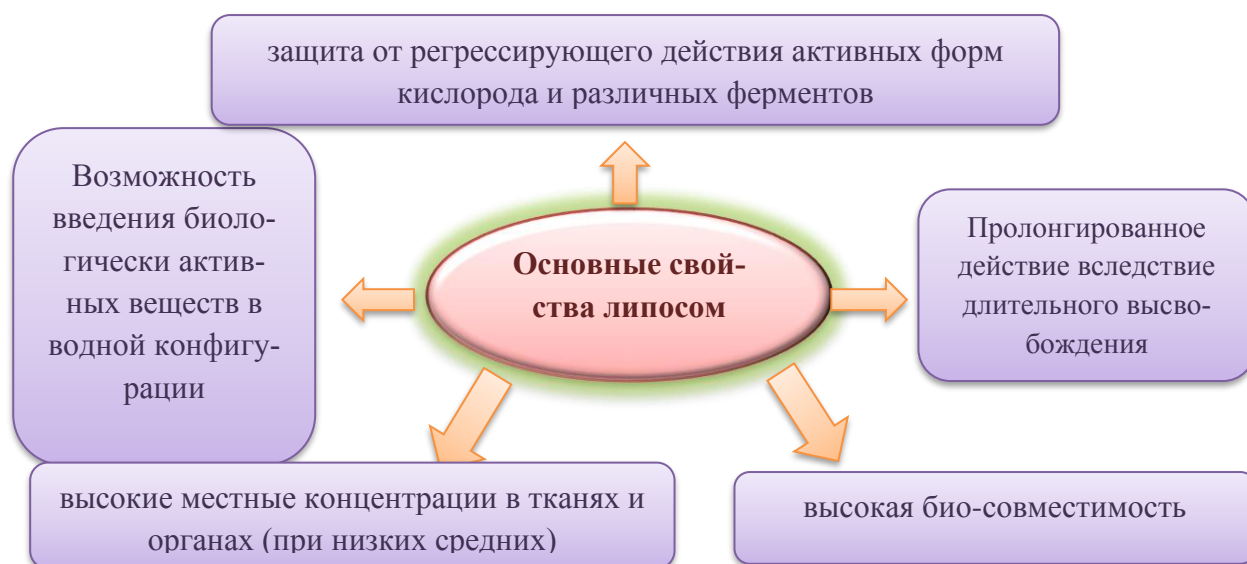 защита от регрессирующего действия активных форм
кислорода и различных ферментов
Возможность
введения биоло-
гически актив-
ных веществ в
водной конфигу-
рации
Основные свой-
ства липосом
Пролонгированное
действие вследствие
длительного высво-
бождения
высокие местные концентрации в тканях и
органах (при низких средних)
высокая био-совместимость